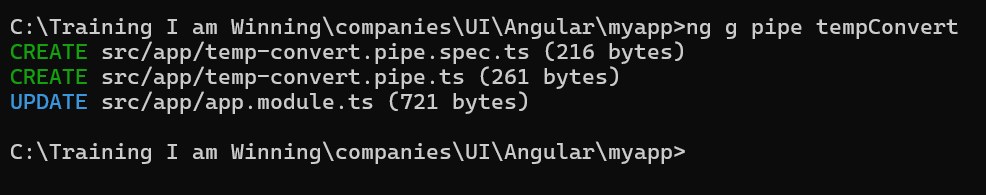 C:\Training I am Winning\companies\UI\Angular\myapp>ng g pipe tempConvert
CREATE src/app/temp-convert.pipe.spec.ts (216 bytes)
CREATE src/app/temp-convert.pipe.ts (261 bytes)
UPDATE src/app/app.module.ts (721 bytes)
C:\Training I am Winning\companies\UI\Angular\myapp>